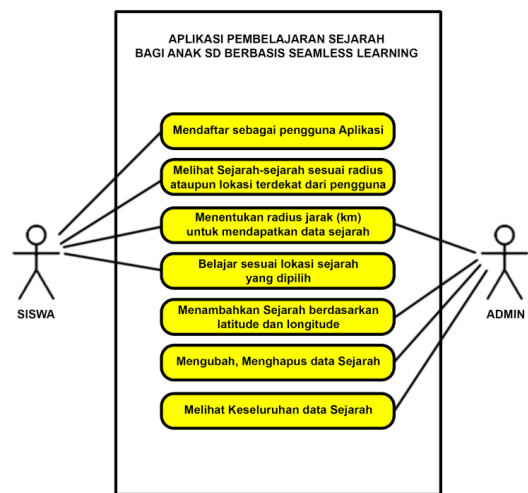 APLIKASI PEMBELAJARAN SEJARAH
BAGI ANAK SD BERBASIS SEAMLESS LEARNING
Mendaftar sebagai pengguna Aplikasi
Melihat Sejarah-sejarah sesuai radius
ataupun lokasi terdekat dari pengguna
Menentukan radius jarak (km)
untuk mendapatkan data sejarah
Belajar sesuai lokasi sejarah
yang dipilih
Menambahkan Sejarah berdasarkan
latitude dan longitude
Mengubah, Menghapus data Sejarah
Melihat Keseluruhan data Sejarah
SISWA
ADMIN